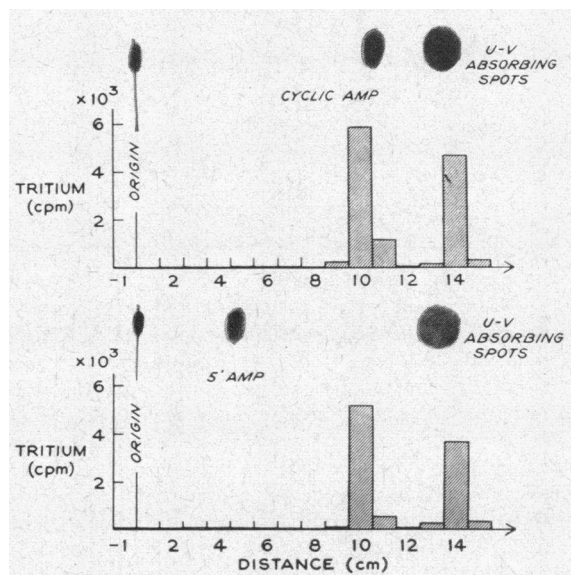 U-V
ABSORBING
SPOTS
CYCLIC AMP
×10³
6
4
2
TRITIUM
(cpm)
ORIGIN
-1 2 4 6 8 10 12 14
U-V
ABSORBING
SPOTS
5' AMP
×10³
6
4
2
TRITIUM
(cpm)
ORIGIN
-1 2 4 6 8 10 12 14
DISTANCE (cm)